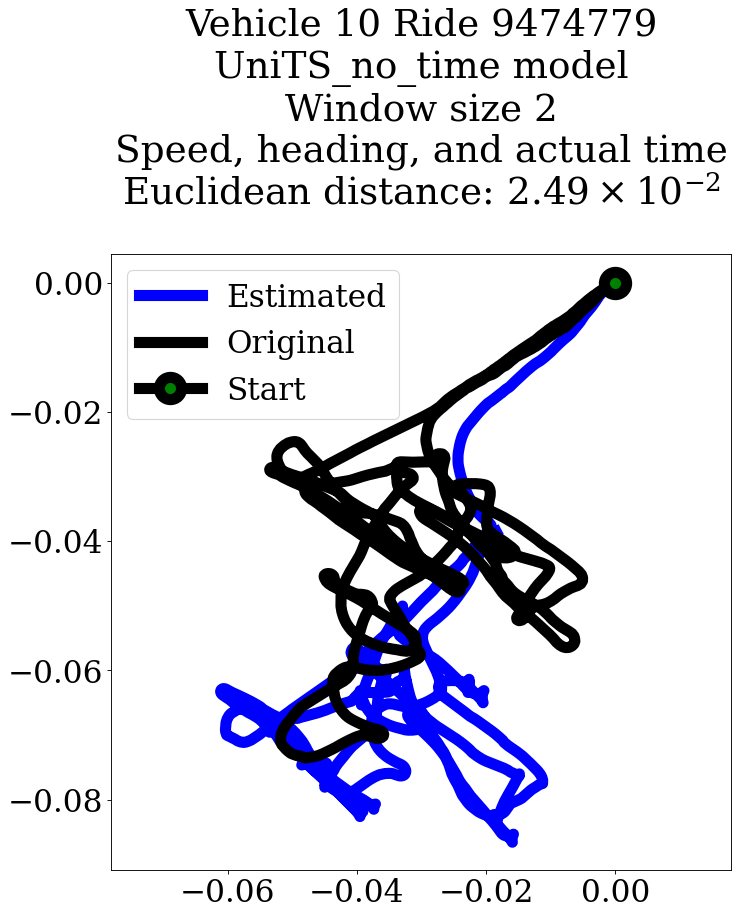 Vehicle 10 Ride 9474779
UniTS_no_time model
Window size 2
Speed, heading, and actual time
Euclidean distance: 2.49 × 10⁻²
Estimated
Original
Start
0.00
−0.02
−0.04
−0.06
−0.08
−0.06 −0.04 −0.02 0.00